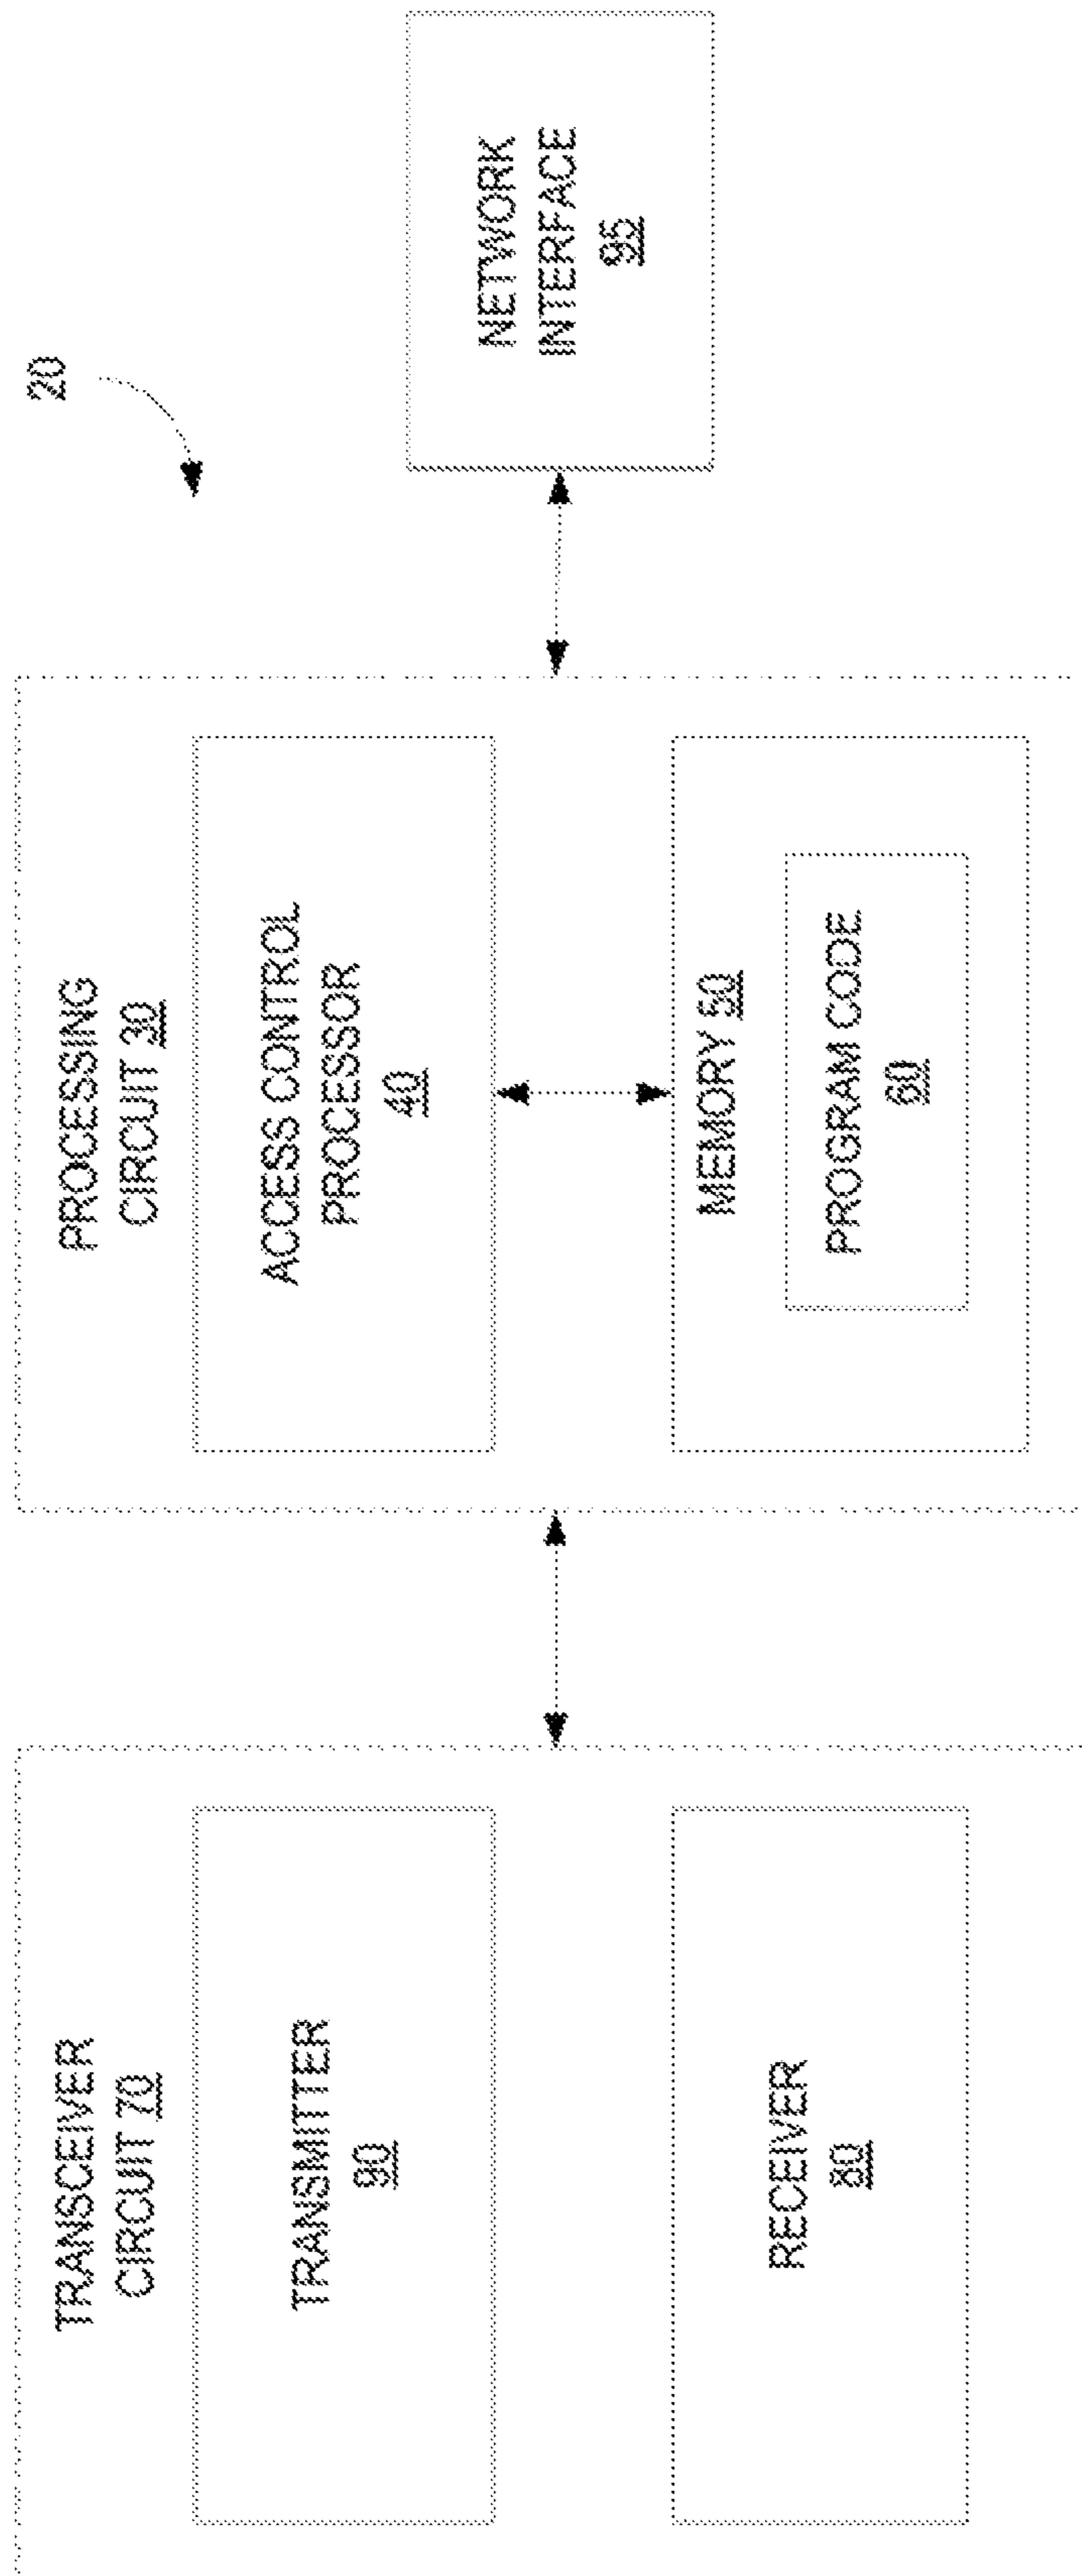 20
TRANSCEIVER
CIRCUIT 70
TRANSMITTER
90
RECEIVER
80
PROCESSING
CIRCUIT 30
ACCESS CONTROL
PROCESSOR
40
MEMORY 50
PROGRAM CODE
60
NETWORK
INTERFACE
95